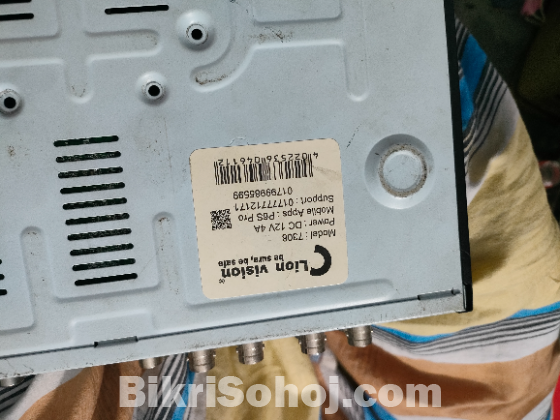 Lion vision
be sure, be safe
Model : 7308
Power : DC 12V 4A
Mobile Apps : P6S Pro
Support : 01777712171
01799985599
BikriSohoj.com